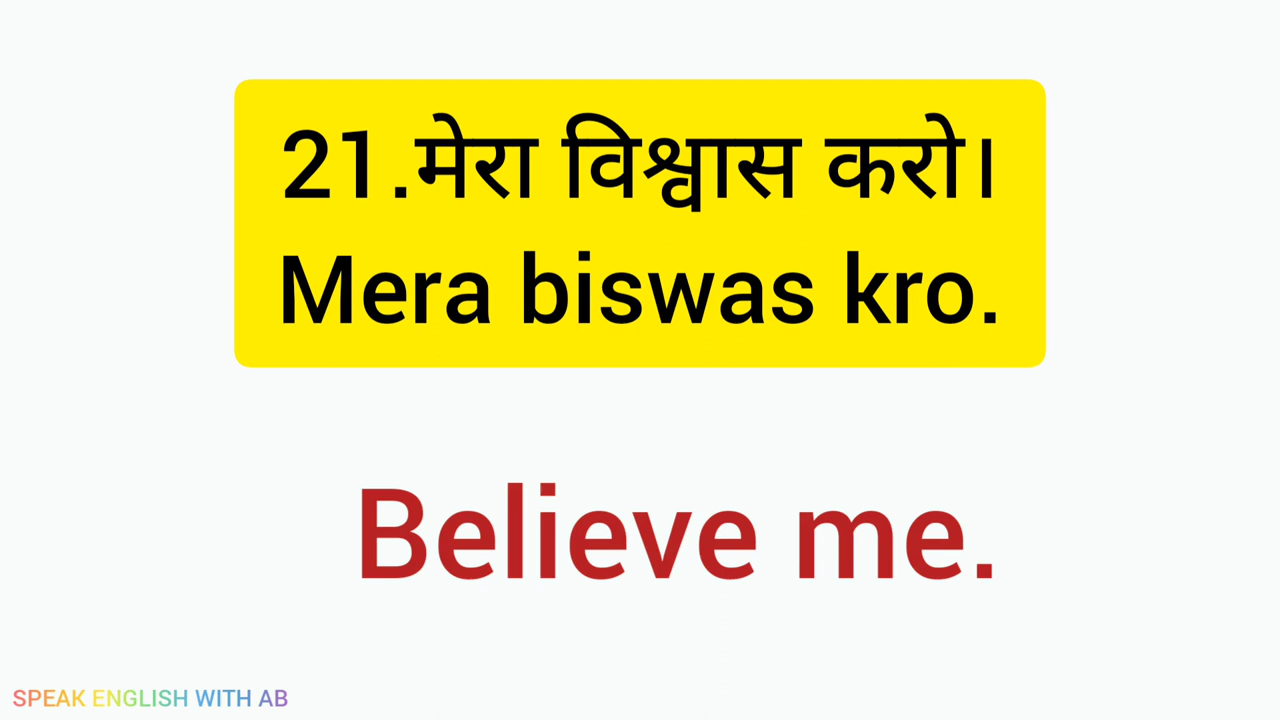 21.मेरा विश्वास करो।
Mera biswas kro.
Believe me.
SPEAK ENGLISH WITH AB